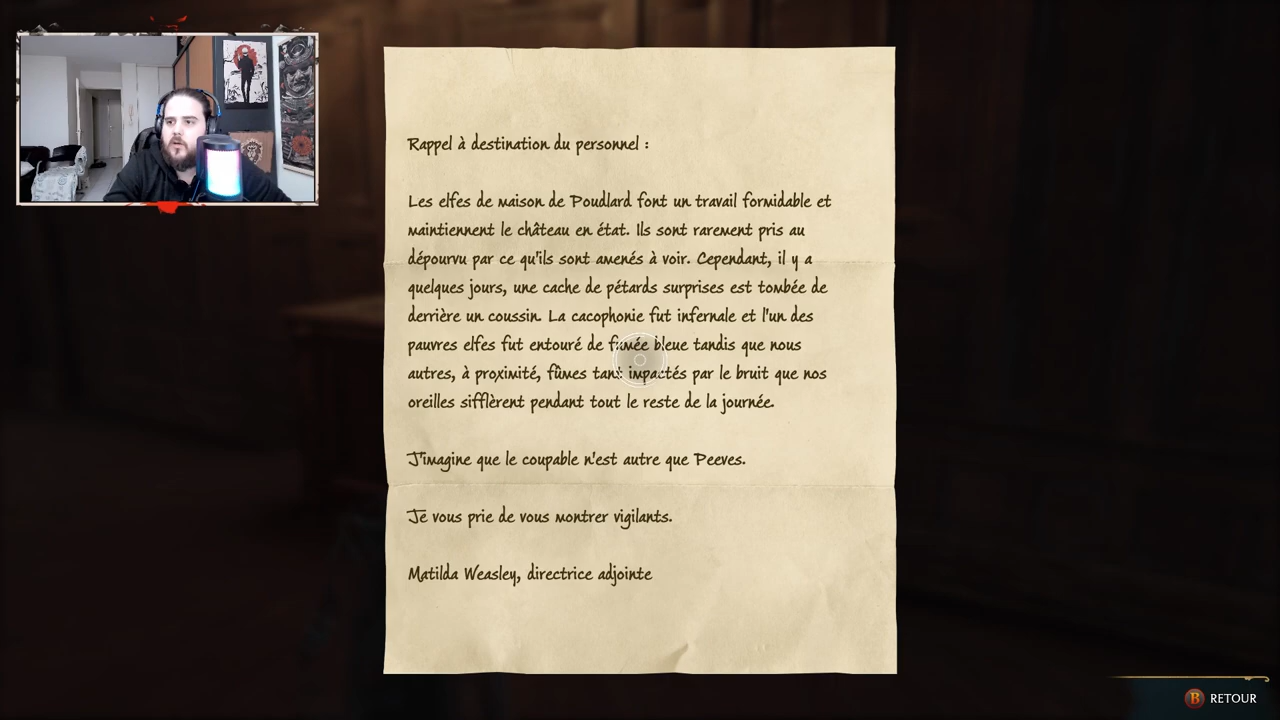 Rappel à destination du personnel :
Les elfes de maison de Poudlard font un travail formidable et
maintiennent le château en état. Ils sont rarement pris au
dépourvu par ce qu'ils sont amenés à voir. Cependant, il y a
quelques jours, une cache de pétards surprises est tombée de
derrière un coussin. La cacophonie fut infernale et l'un des
pauvres elfes fut entouré de fumée bleue tandis que nous
autres, à proximité, fûmes tant impactés par le bruit que nos
oreilles sifflèrent pendant tout le reste de la journée.
J'imagine que le coupable n'est autre que Peeves.
Je vous prie de vous montrer vigilants.
Matilda Weasley, directrice adjointe
B RETOUR